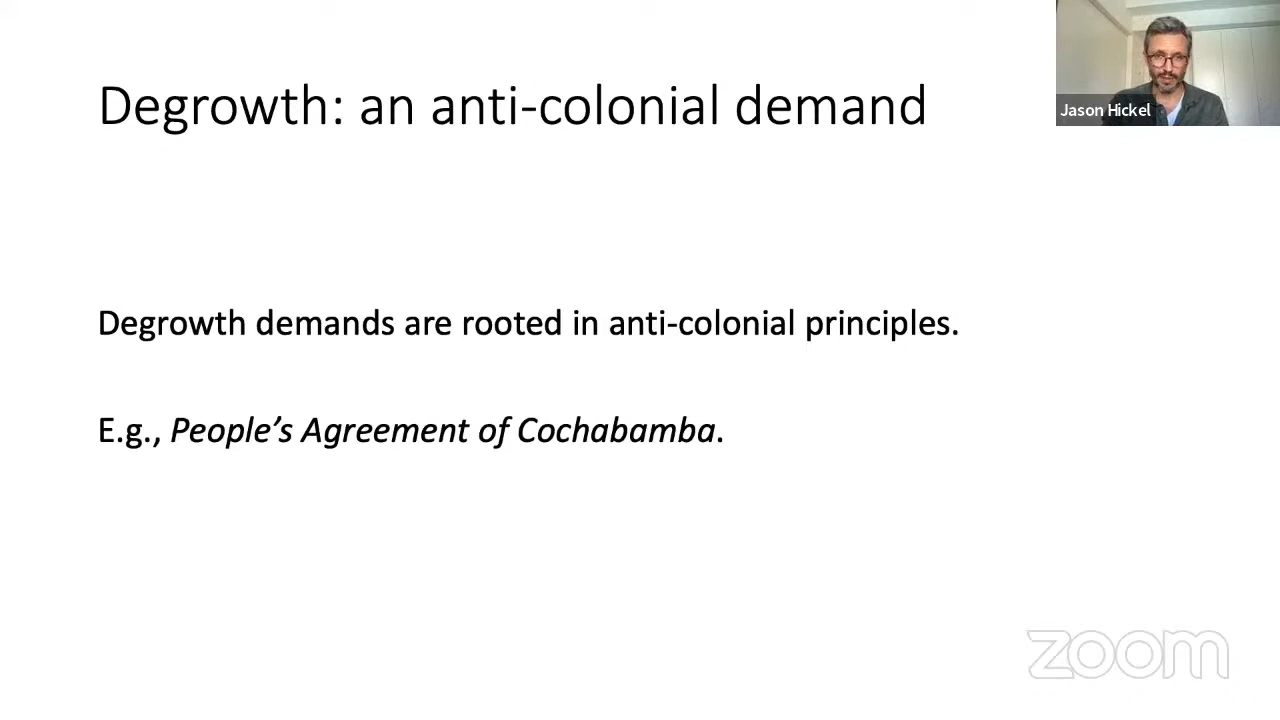 Degrowth: an anti-colonial demand
Jason Hickel
Degrowth demands are rooted in anti-colonial principles.
E.g., People’s Agreement of Cochabamba.
zoom